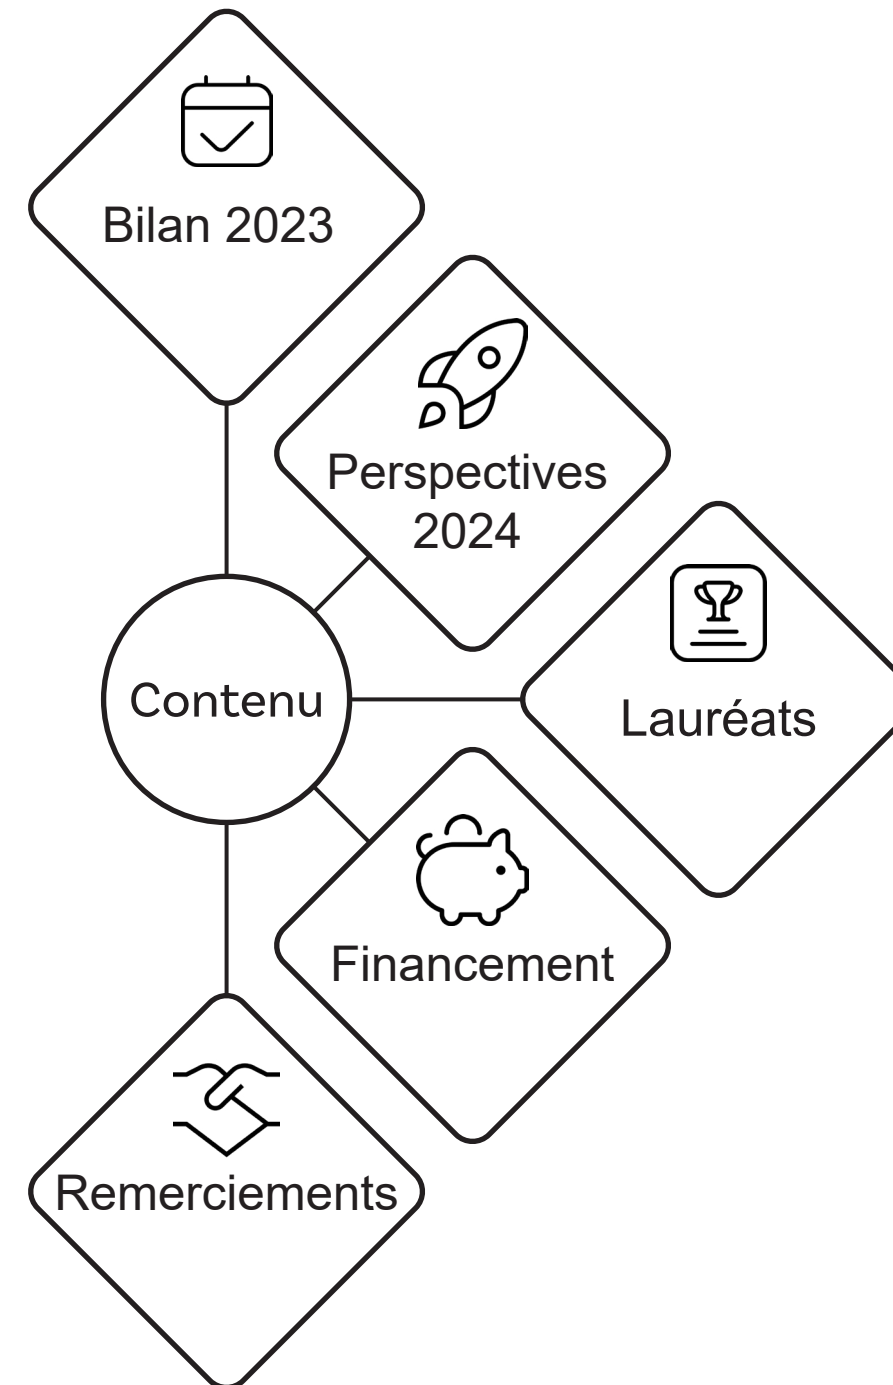 Bilan 2023
Perspectives
2024
Lauréats
Contenu
Financement
Remerciements